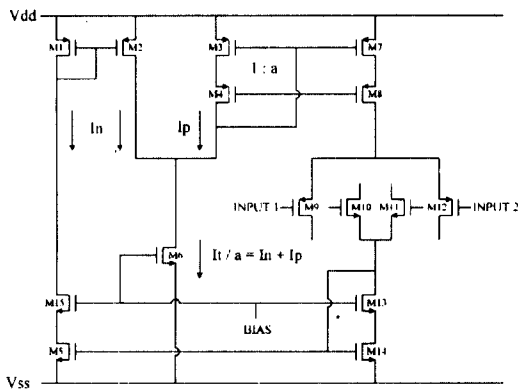 Vdd
M1
M2
M3
M7
1 : a
M4
M8
In
Ip
INPUT 1
M9
M10
M11
M12
INPUT 2
M6
It / a = In + Ip
M15
M13
BIAS
M5
M14
Vss